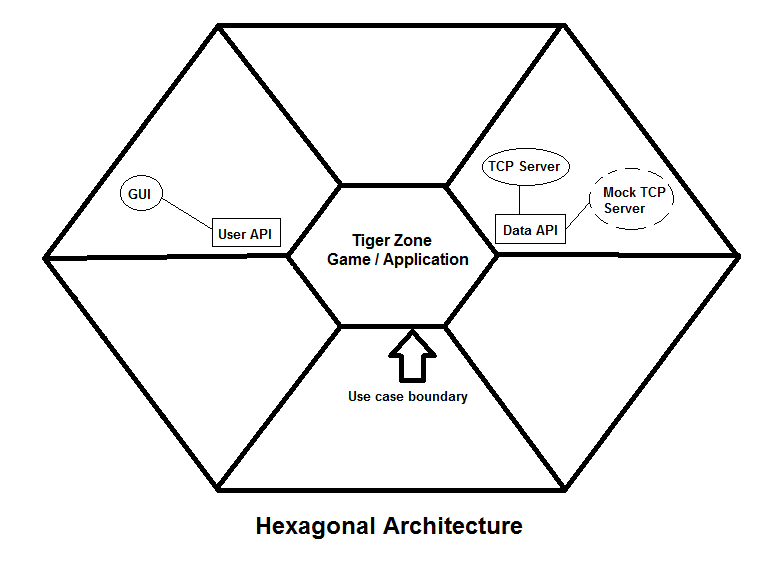 TCP Server
GUI
Mock TCP
Server
User API
Data API
Tiger Zone
Game / Application
Use case boundary
Hexagonal Architecture